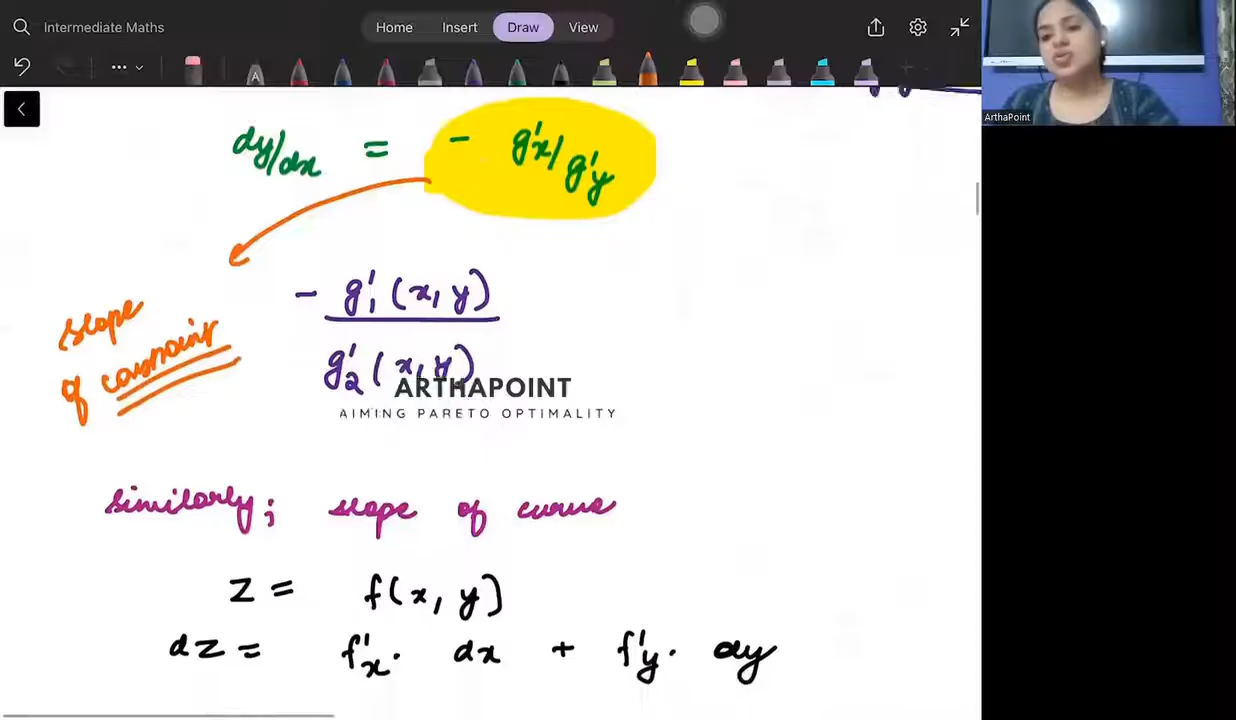 Intermediate Maths
Home Insert Draw View
ArthaPoint
dy/dx = - g'x/g'y
slope of constraint
- g'1 (x, y)
g'2 (x, y)
ARTHAPOINT
AIMING PARETO OPTIMALITY
similarly; slope of curve
z = f(x, y)
dz = f'x. dx + f'y. dy